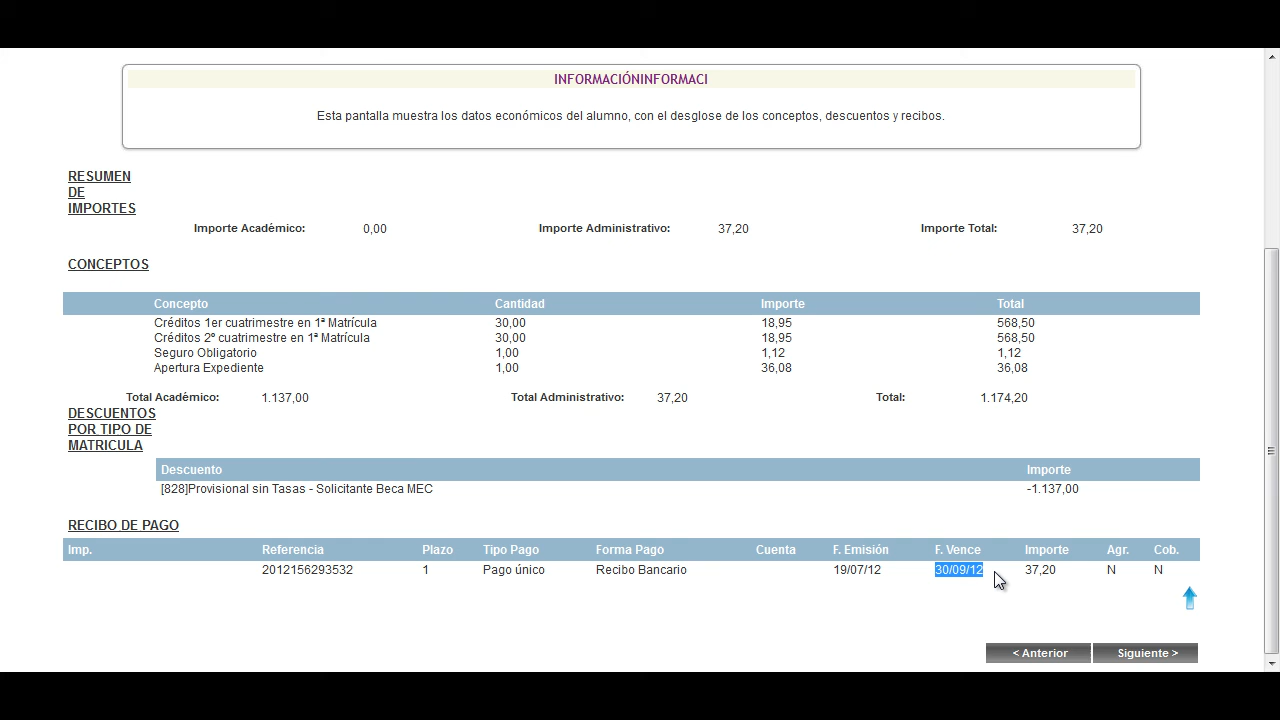 INFORMACIÓNINFORMACI
Esta pantalla muestra los datos económicos del alumno, con el desglose de los conceptos, descuentos y recibos.
RESUMEN
DE
IMPORTES
Importe Académico: 0,00 Importe Administrativo: 37,20 Importe Total: 37,20
CONCEPTOS
Concepto Cantidad Importe Total
Créditos 1er cuatrimestre en 1ª Matrícula 30,00 18,95 568,50
Créditos 2º cuatrimestre en 1ª Matrícula 30,00 18,95 568,50
Seguro Obligatorio 1,00 1,12 1,12
Apertura Expediente 1,00 36,08 36,08
Total Académico: 1.137,00 Total Administrativo: 37,20 Total: 1.174,20
DESCUENTOS
POR TIPO DE
MATRICULA
Descuento Importe
[828]Provisional sin Tasas - Solicitante Beca MEC -1.137,00
RECIBO DE PAGO
Imp. Referencia Plazo Tipo Pago Forma Pago Cuenta F. Emisión F. Vence Importe Agr. Cob.
2012156293532 1 Pago único Recibo Bancario 19/07/12 30/09/12 37,20 N N
< Anterior Siguiente >